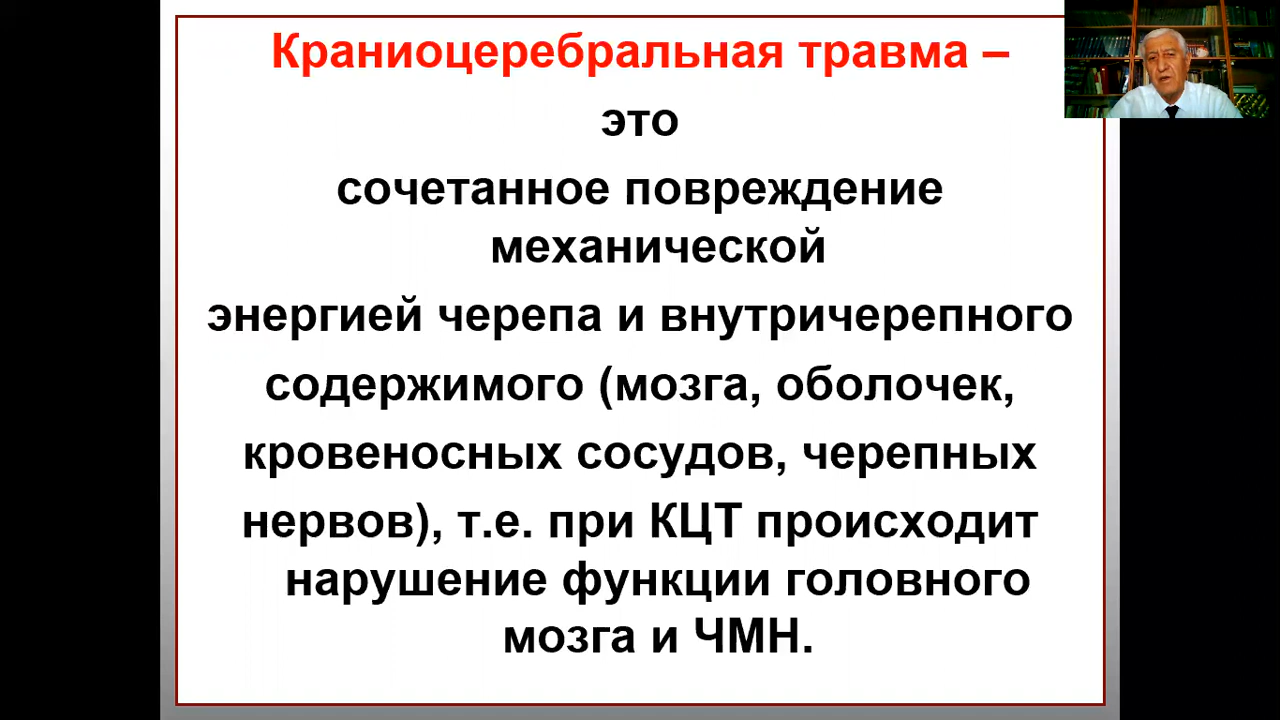 Краниоцеребральная травма –
это
сочетанное повреждение
механической
энергией черепа и внутричерепного
содержимого (мозга, оболочек,
кровеносных сосудов, черепных
нервов), т.е. при КЦТ происходит
нарушение функции головного
мозга и ЧМН.